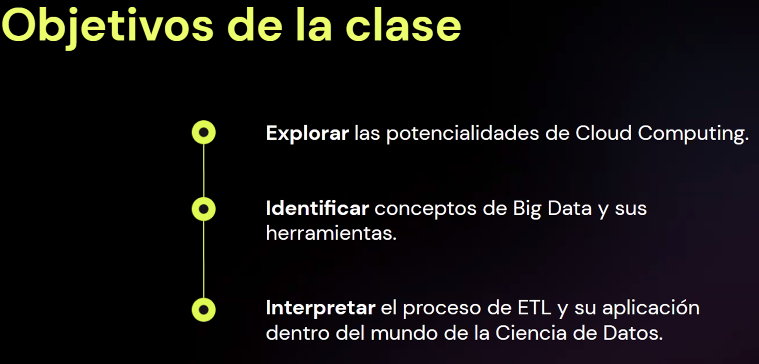 Objetivos de la clase
Explorar las potencialidades de Cloud Computing.
Identificar conceptos de Big Data y sus
herramientas.
Interpretar el proceso de ETL y su aplicación
dentro del mundo de la Ciencia de Datos.